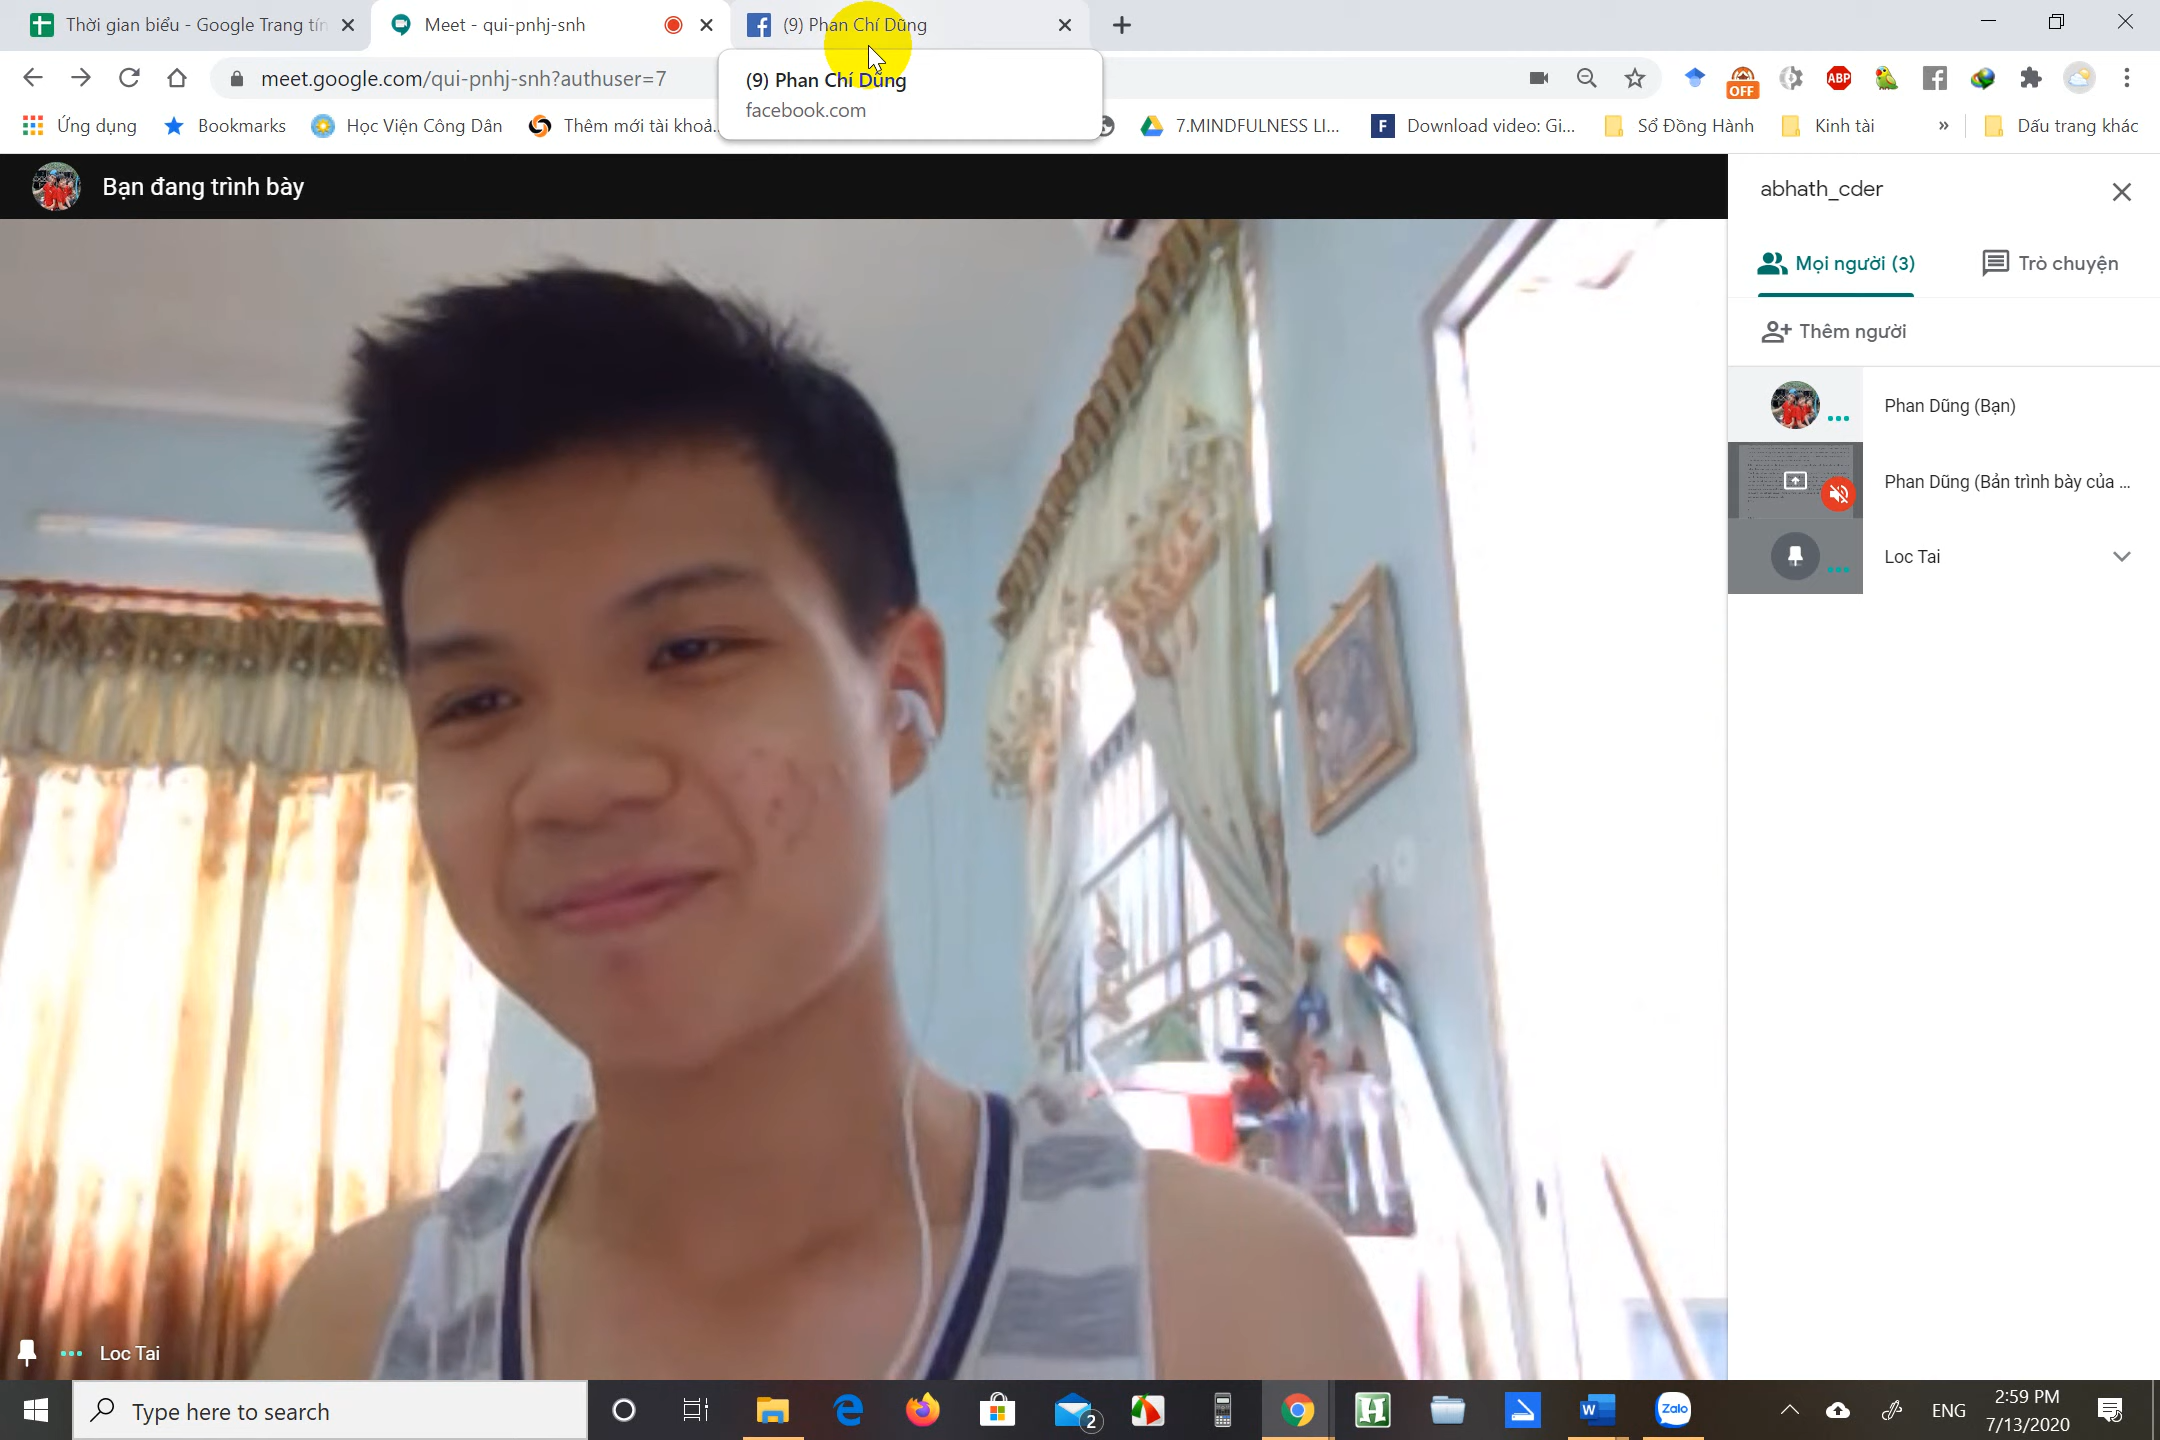 Thời gian biểu - Google Trang tín
Meet - qui-pnhj-snh
(9) Phan Chí Dũng
meet.google.com/qui-pnhj-snh?authuser=7
(9) Phan Chí Dũng
facebook.com
OFF
ABP
Ứng dụng
Bookmarks
Học Viện Công Dân
Thêm mới tài khoả...
7.MINDFULNESS LI...
F
Download video: Gi...
Sổ Đồng Hành
Kinh tài
»
Dấu trang khác
Bạn đang trình bày
abhath_cder
Mọi người (3)
Trò chuyện
Thêm người
Phan Dũng (Bạn)
Phan Dũng (Bản trình bày của ...
Loc Tai
Loc Tai
Type here to search
2
H
W
Zalo
ENG
2:59 PM
7/13/2020